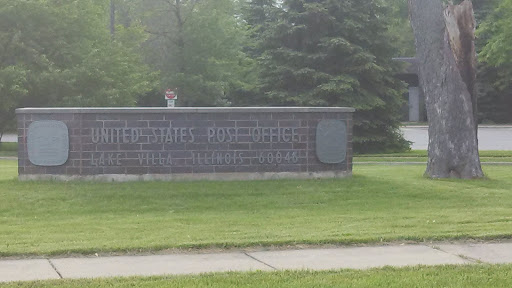 UNITED STATES POST OFFICE
LAKE VILLA, ILLINOIS 60046